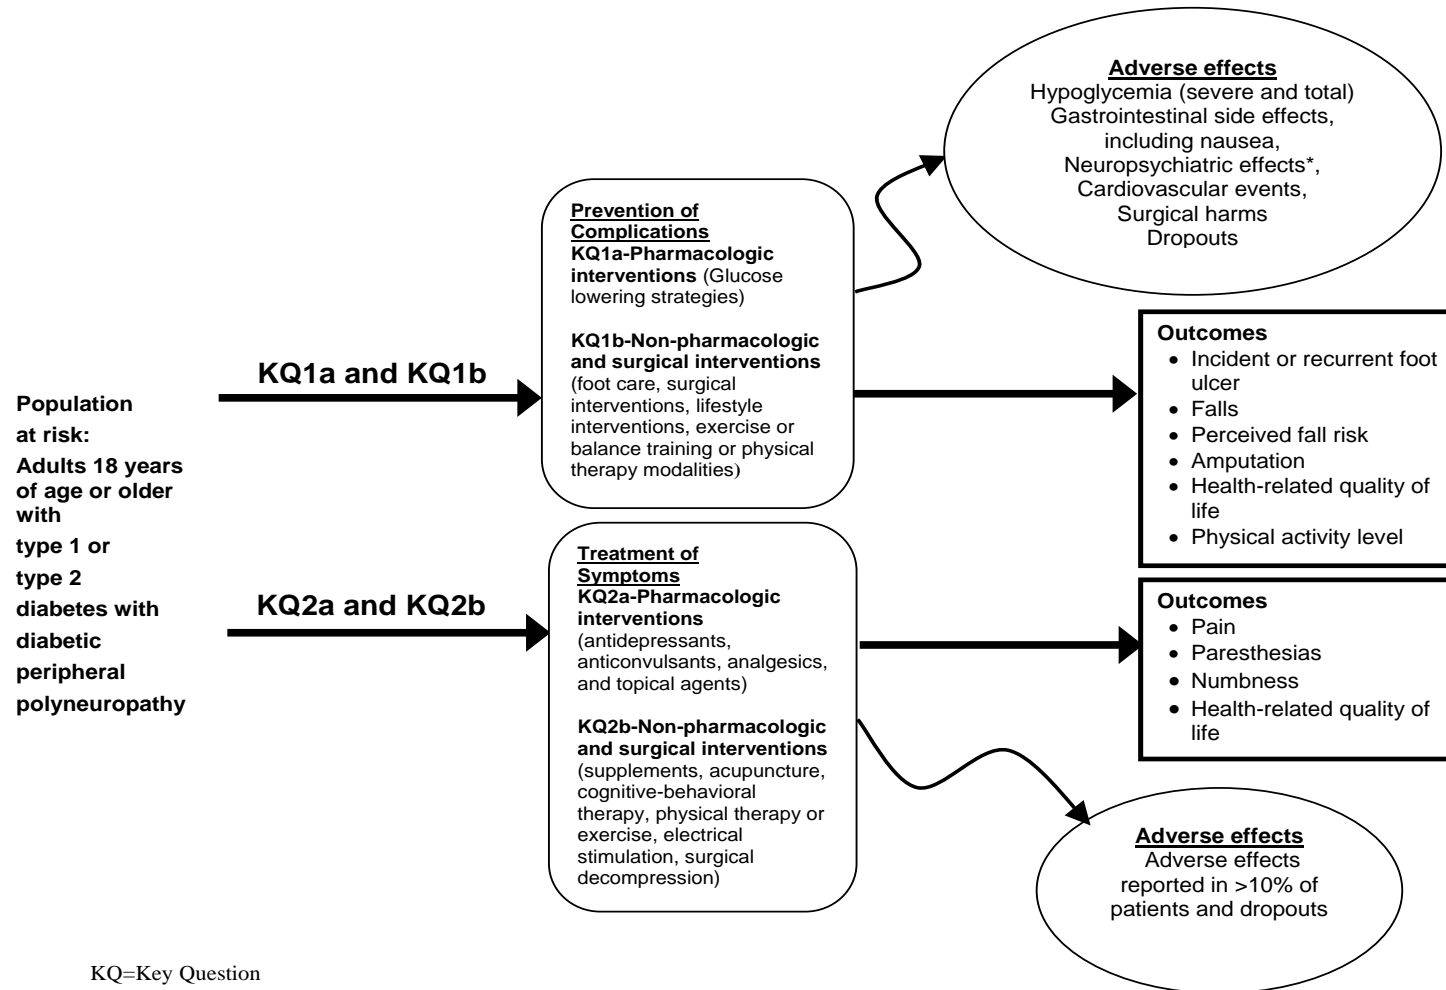 Population
at risk:
Adults 18 years
of age or older
with
type 1 or
type 2
diabetes with
diabetic
peripheral
polyneuropathy
KQ1a and KQ1b
KQ2a and KQ2b
Prevention of
Complications
KQ1a-Pharmacologic
interventions (Glucose
lowering strategies)
KQ1b-Non-pharmacologic
and surgical interventions
(foot care, surgical
interventions, lifestyle
interventions, exercise or
balance training or physical
therapy modalities)
Treatment of
Symptoms
KQ2a-Pharmacologic
interventions
(antidepressants,
anticonvulsants, analgesics,
and topical agents)
KQ2b-Non-pharmacologic
and surgical interventions
(supplements, acupuncture,
cognitive-behavioral
therapy, physical therapy or
exercise, electrical
stimulation, surgical
decompression)
Adverse effects
Hypoglycemia (severe and total)
Gastrointestinal side effects,
including nausea,
Neuropsychiatric effects*,
Cardiovascular events,
Surgical harms
Dropouts
Outcomes
• Incident or recurrent foot
ulcer
• Falls
• Perceived fall risk
• Amputation
• Health-related quality of
life
• Physical activity level
Outcomes
• Pain
• Paresthesias
• Numbness
• Health-related quality of
life
Adverse effects
Adverse effects
reported in >10% of
patients and dropouts
KQ=Key Question